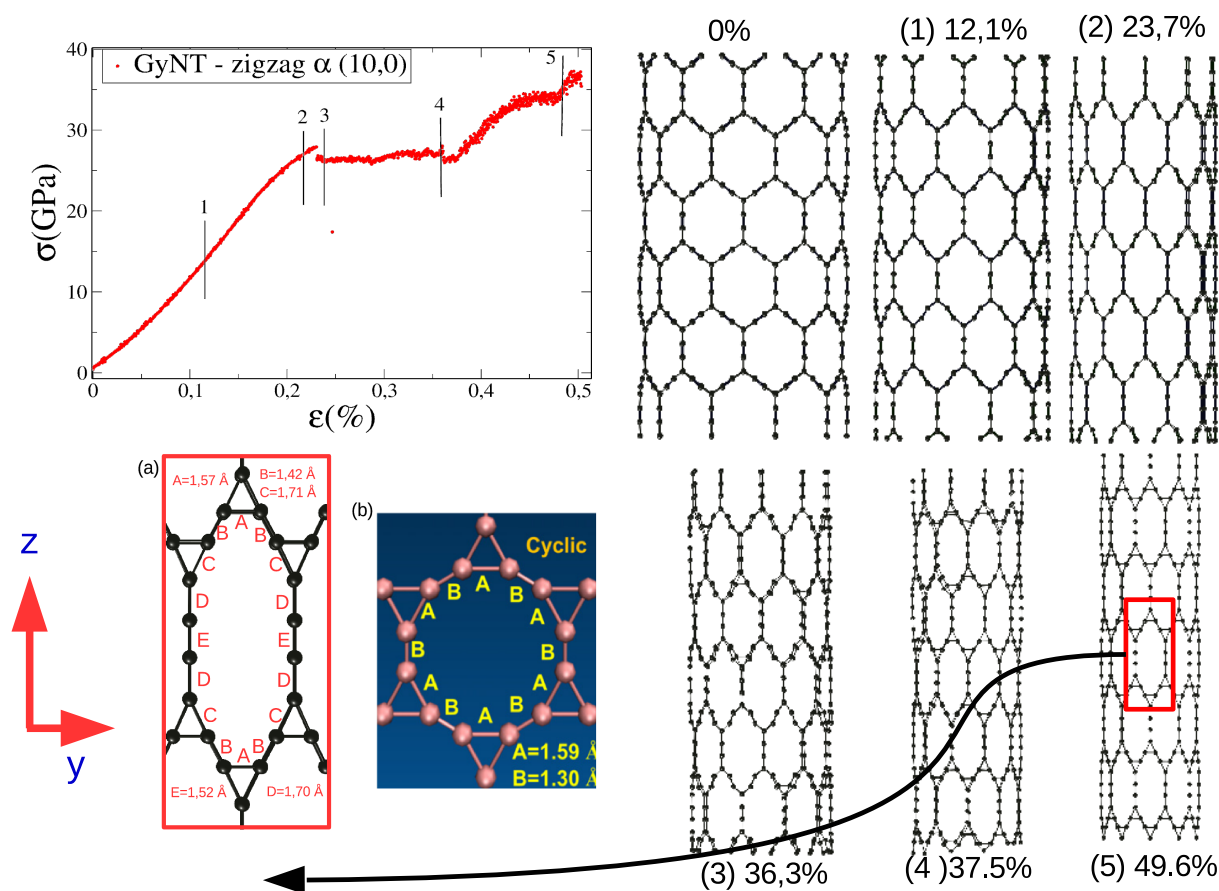 40
30
20
10
0
σ(GPa)
GyNT - zigzag α (10,0)
1
2
3
4
5
0
0,1
0,2
0,3
0,4
0,5
ε(%)
0%
(1) 12,1%
(2) 23,7%
(3) 36,3%
(4 )37.5%
(5) 49.6%
z
y
(a)
A=1,57 Å
B=1,42 Å
C=1,71 Å
A
B
B
C
C
D
D
E
E
D
D
C
C
B
B
A
E=1,52 Å
D=1,70 Å
(b)
Cyclic
A
B
B
A
A
B
B
A
A
B
B
A
A=1.59 Å
B=1.30 Å